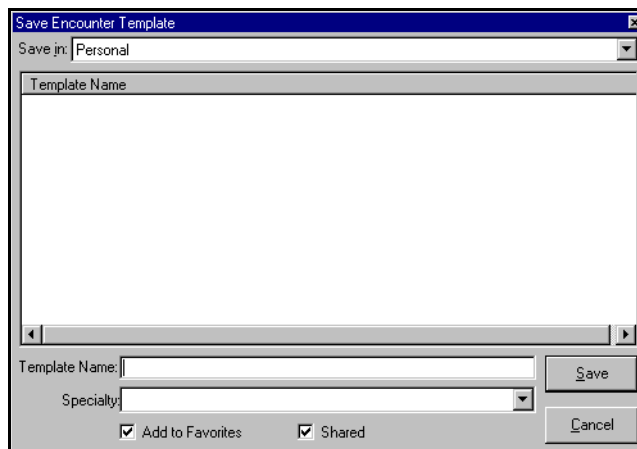 Save Encounter Template
Save in: Personal
Template Name
Template Name:
Save
Specialty:
Add to Favorites Shared
Cancel